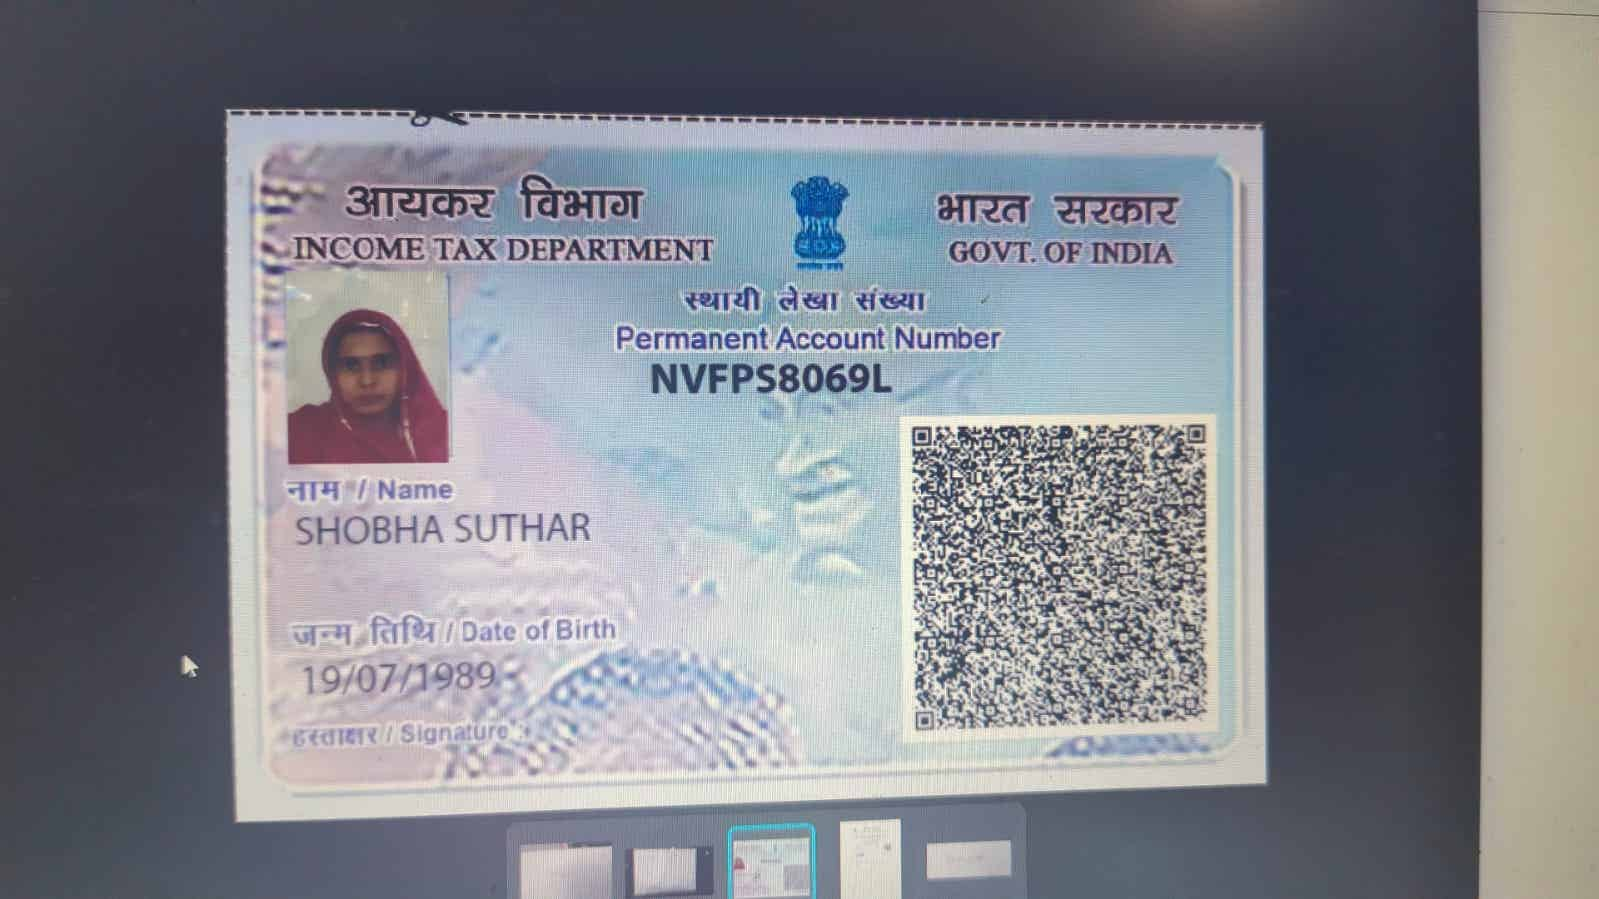 आयकर विभाग
INCOME TAX DEPARTMENT
भारत सरकार
GOVT. OF INDIA
स्थायी लेखा संख्या
Permanent Account Number
NVFPS8069L
नाम / Name
SHOBHA SUTHAR
जन्म तिथि / Date of Birth
19/07/1989
हस्ताक्षर / Signature